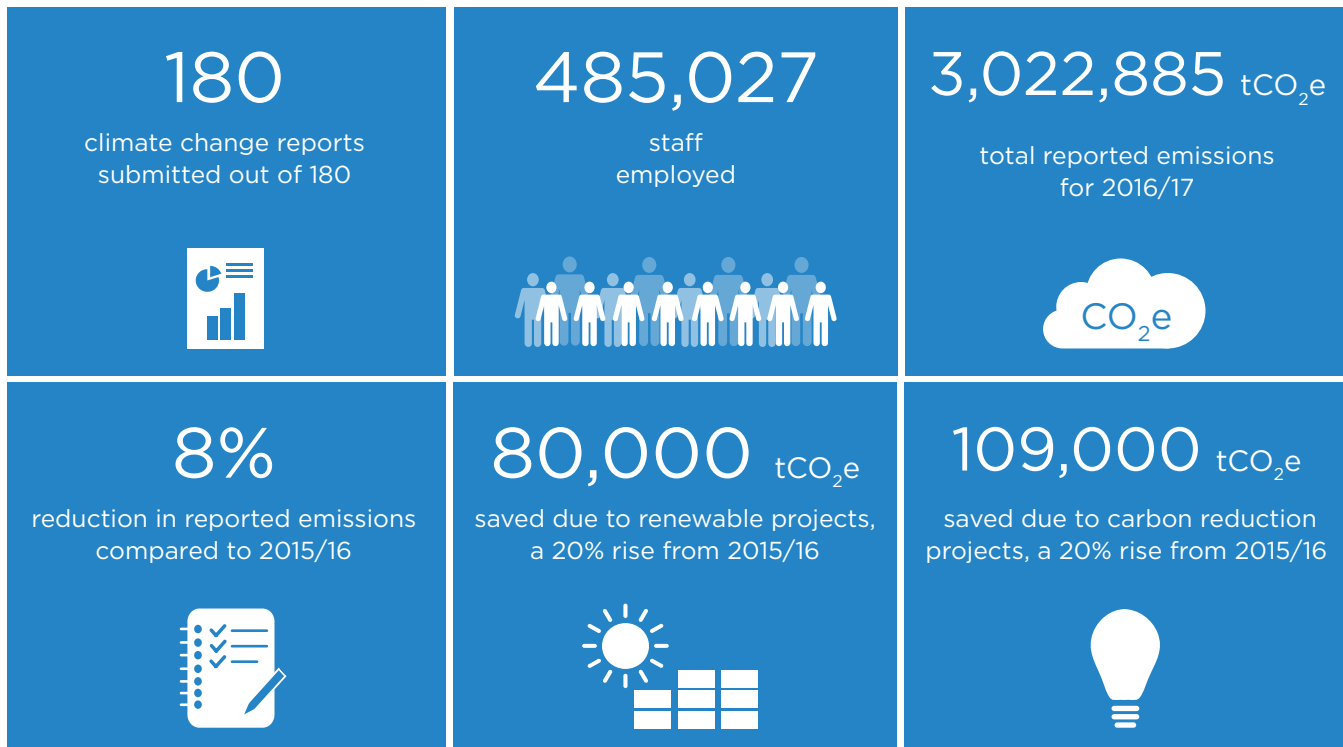 180
climate change reports
submitted out of 180
485,027
staff
employed
3,022,885 tCO₂e
total reported emissions
for 2016/17
CO₂e
8%
reduction in reported emissions
compared to 2015/16
80,000 tCO₂e
saved due to renewable projects,
a 20% rise from 2015/16
109,000 tCO₂e
saved due to carbon reduction
projects, a 20% rise from 2015/16